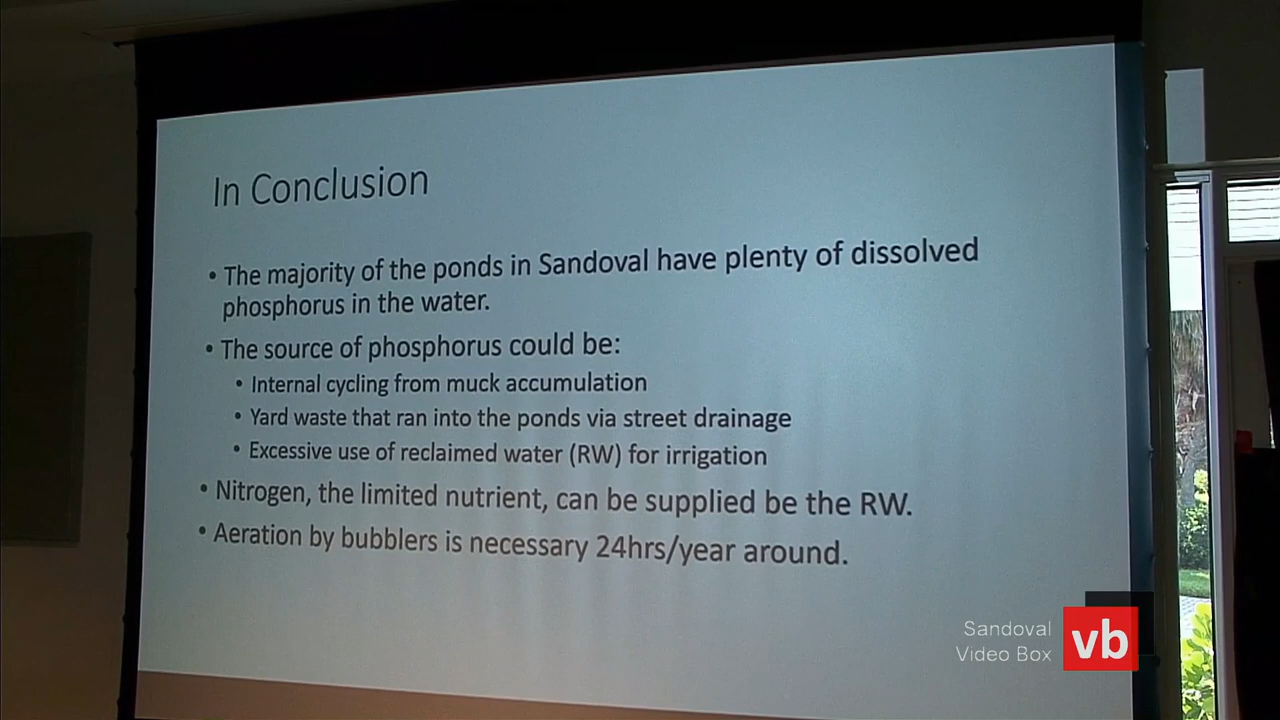 In Conclusion
• The majority of the ponds in Sandoval have plenty of dissolved
phosphorus in the water.
• The source of phosphorus could be:
• Internal cycling from muck accumulation
• Yard waste that ran into the ponds via street drainage
• Excessive use of reclaimed water (RW) for irrigation
• Nitrogen, the limited nutrient, can be supplied be the RW.
• Aeration by bubblers is necessary 24hrs/year around.
Sandoval
Video Box
vb